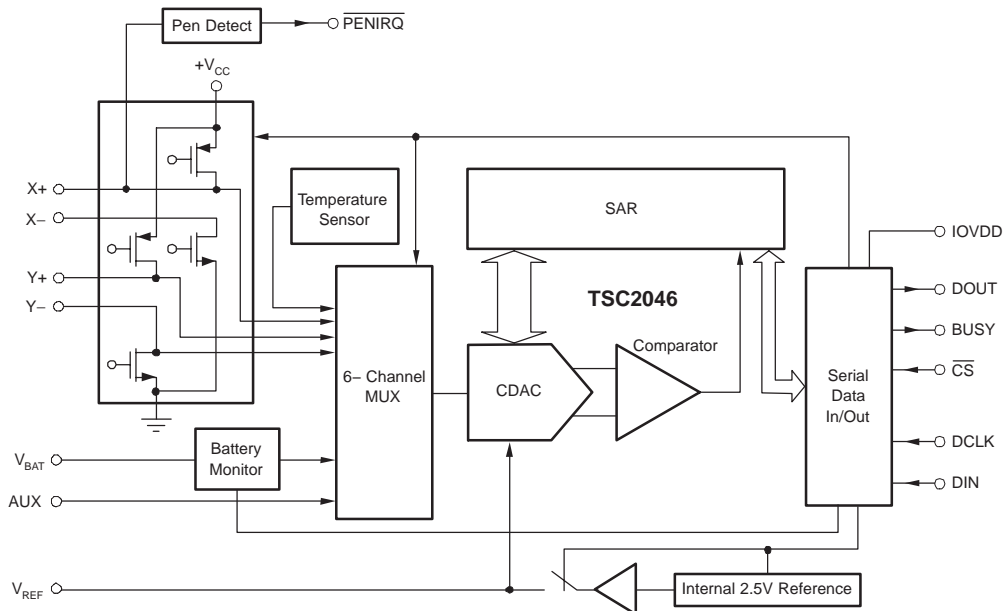 Pen Detect
PENIRQ
+VCC
X+
X−
Y+
Y−
Temperature
Sensor
SAR
TSC2046
IOVDD
DOUT
BUSY
CS
DCLK
DIN
6− Channel
MUX
CDAC
Comparator
Serial
Data
In/Out
Battery
Monitor
VBAT
AUX
VREF
Internal 2.5V Reference